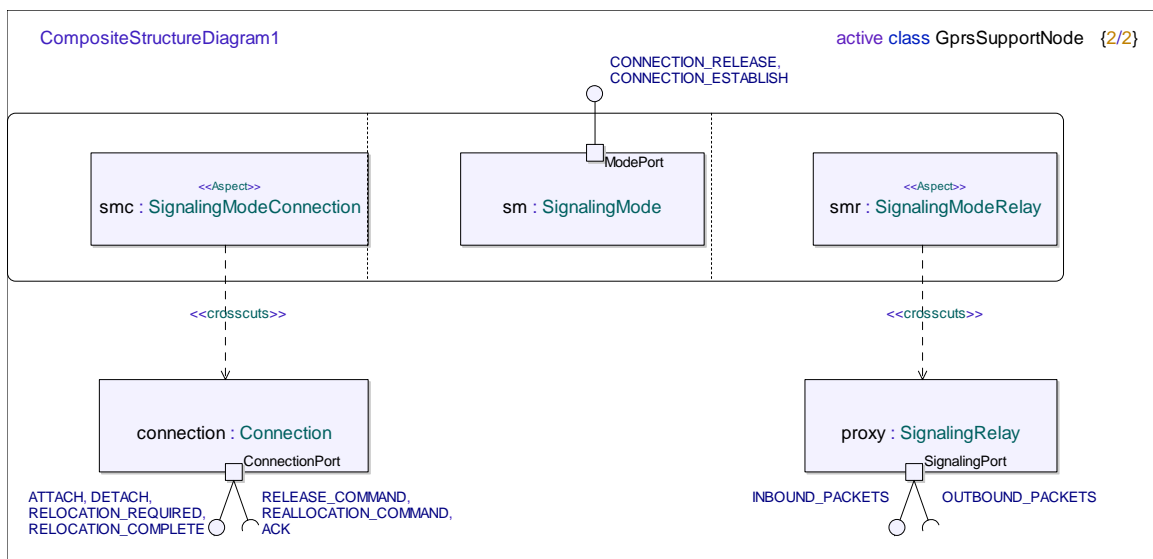 CompositeStructureDiagram1
active class GprsSupportNode {2/2}
CONNECTION_RELEASE,
CONNECTION_ESTABLISH
ModePort
<<Aspect>>
smc : SignalingModeConnection
sm : SignalingMode
<<Aspect>>
smr : SignalingModeRelay
<<crosscuts>>
<<crosscuts>>
connection : Connection
proxy : SignalingRelay
ConnectionPort
SignalingPort
ATTACH, DETACH,
RELOCATION_REQUIRED,
RELOCATION_COMPLETE
RELEASE_COMMAND,
REALLOCATION_COMMAND,
ACK
INBOUND_PACKETS
OUTBOUND_PACKETS